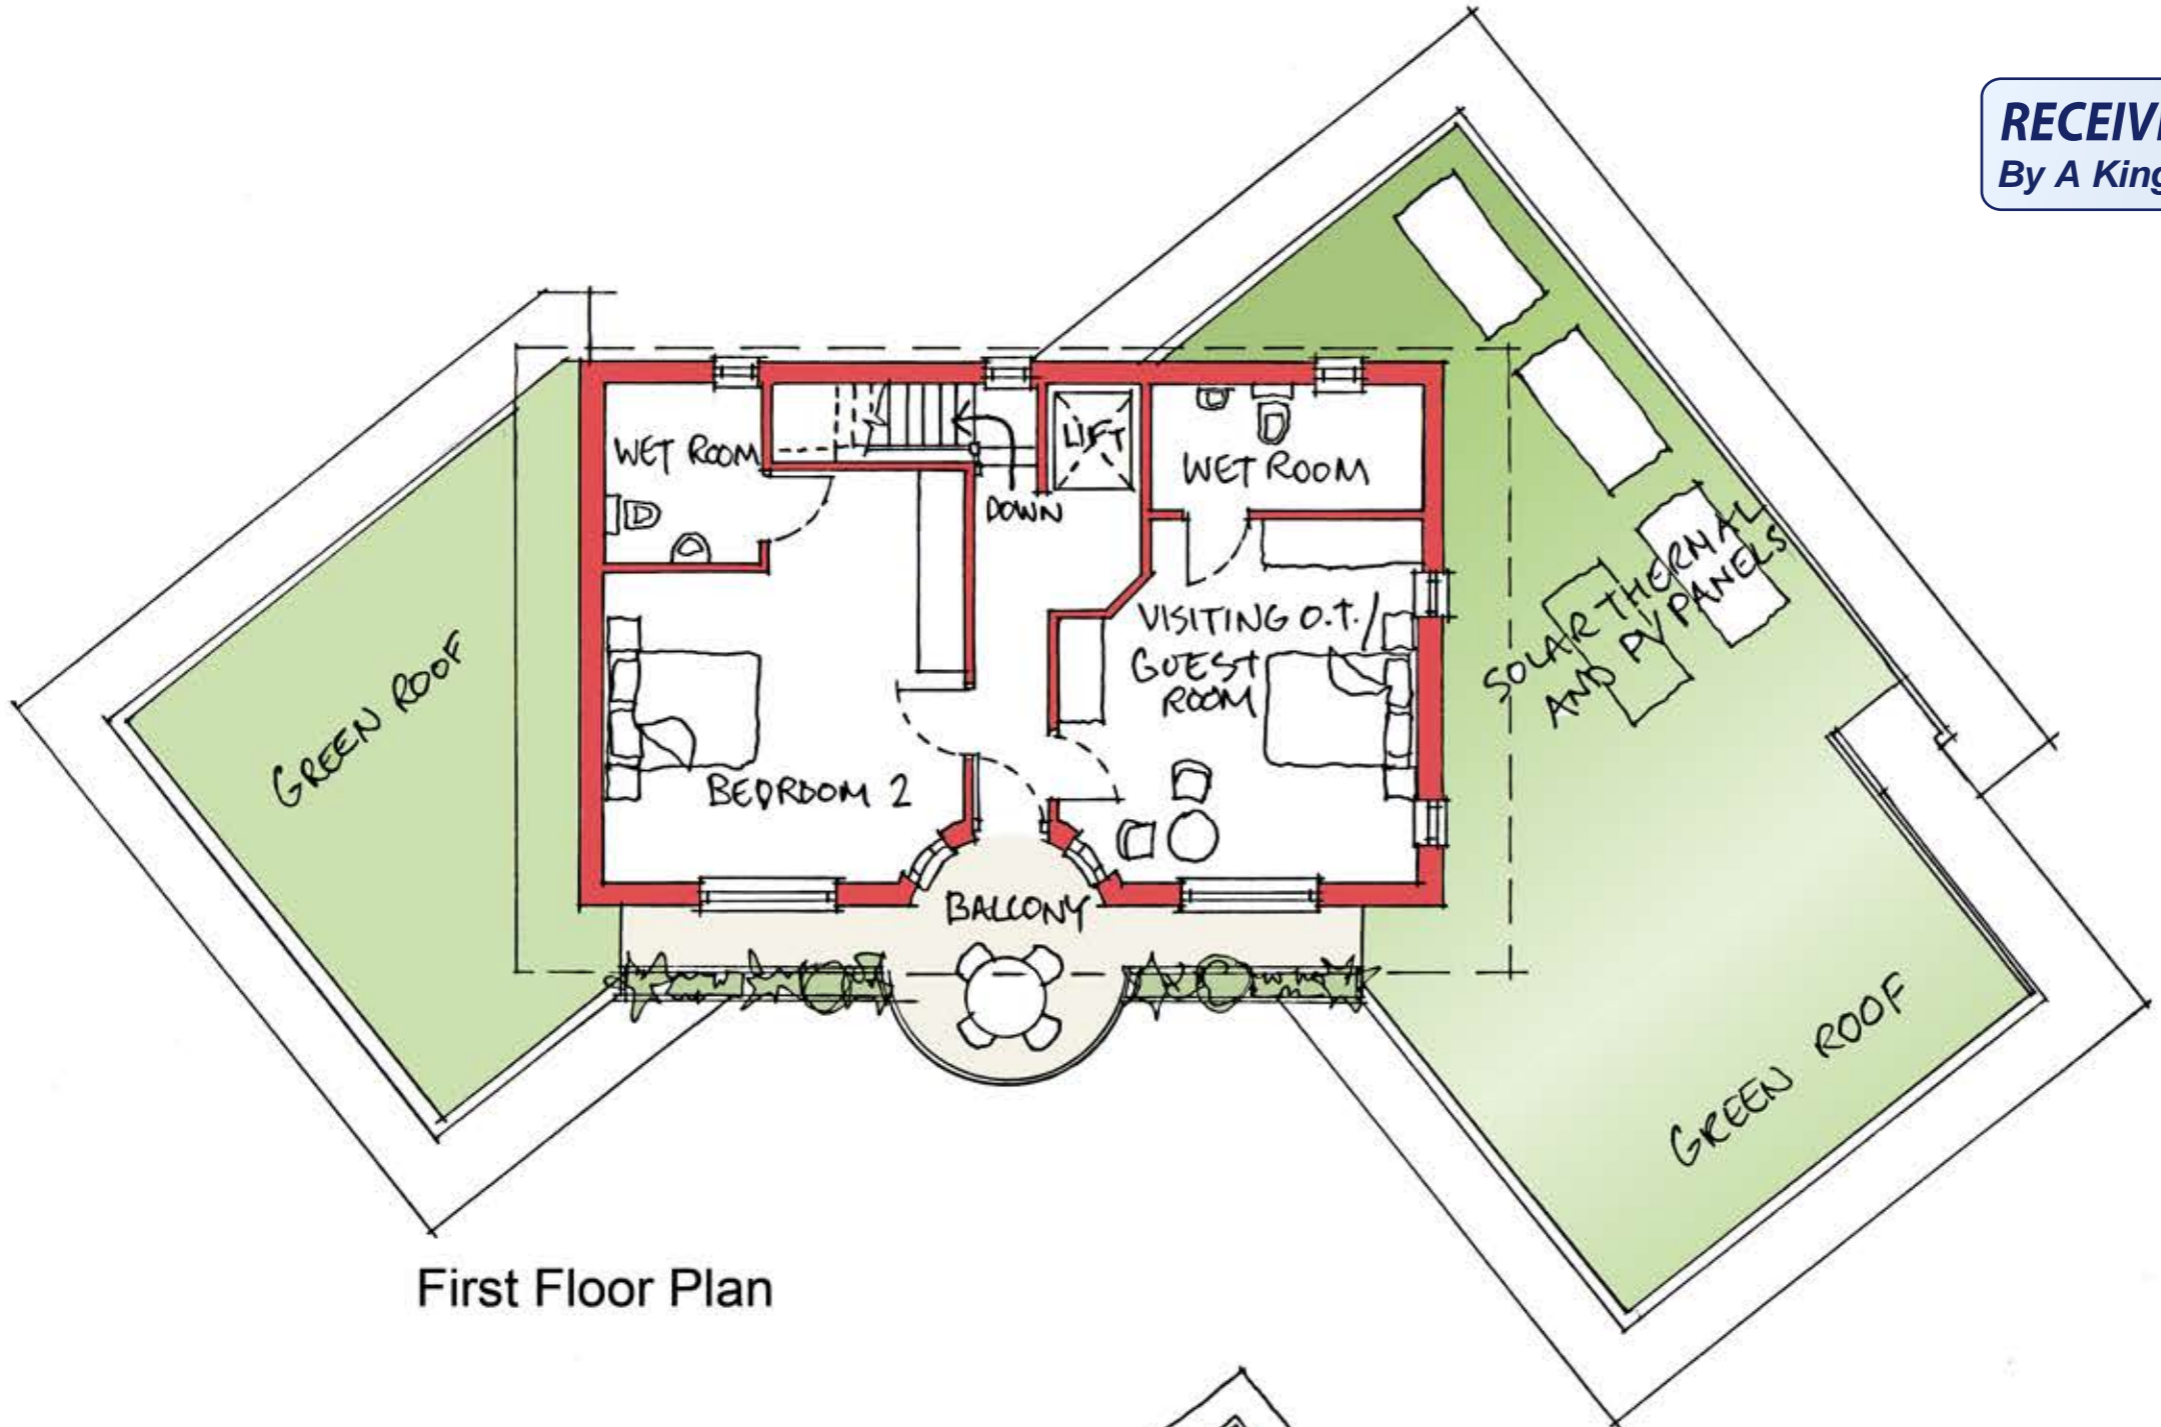 RECEIV
By A King
WET ROOM
LIFT
WET ROOM
DOWN
VISITING O.T./
GUEST
ROOM
SOLAR THERMAL
AND PV PANELS
GREEN ROOF
BEDROOM 2
BALCONY
GREEN ROOF
First Floor Plan